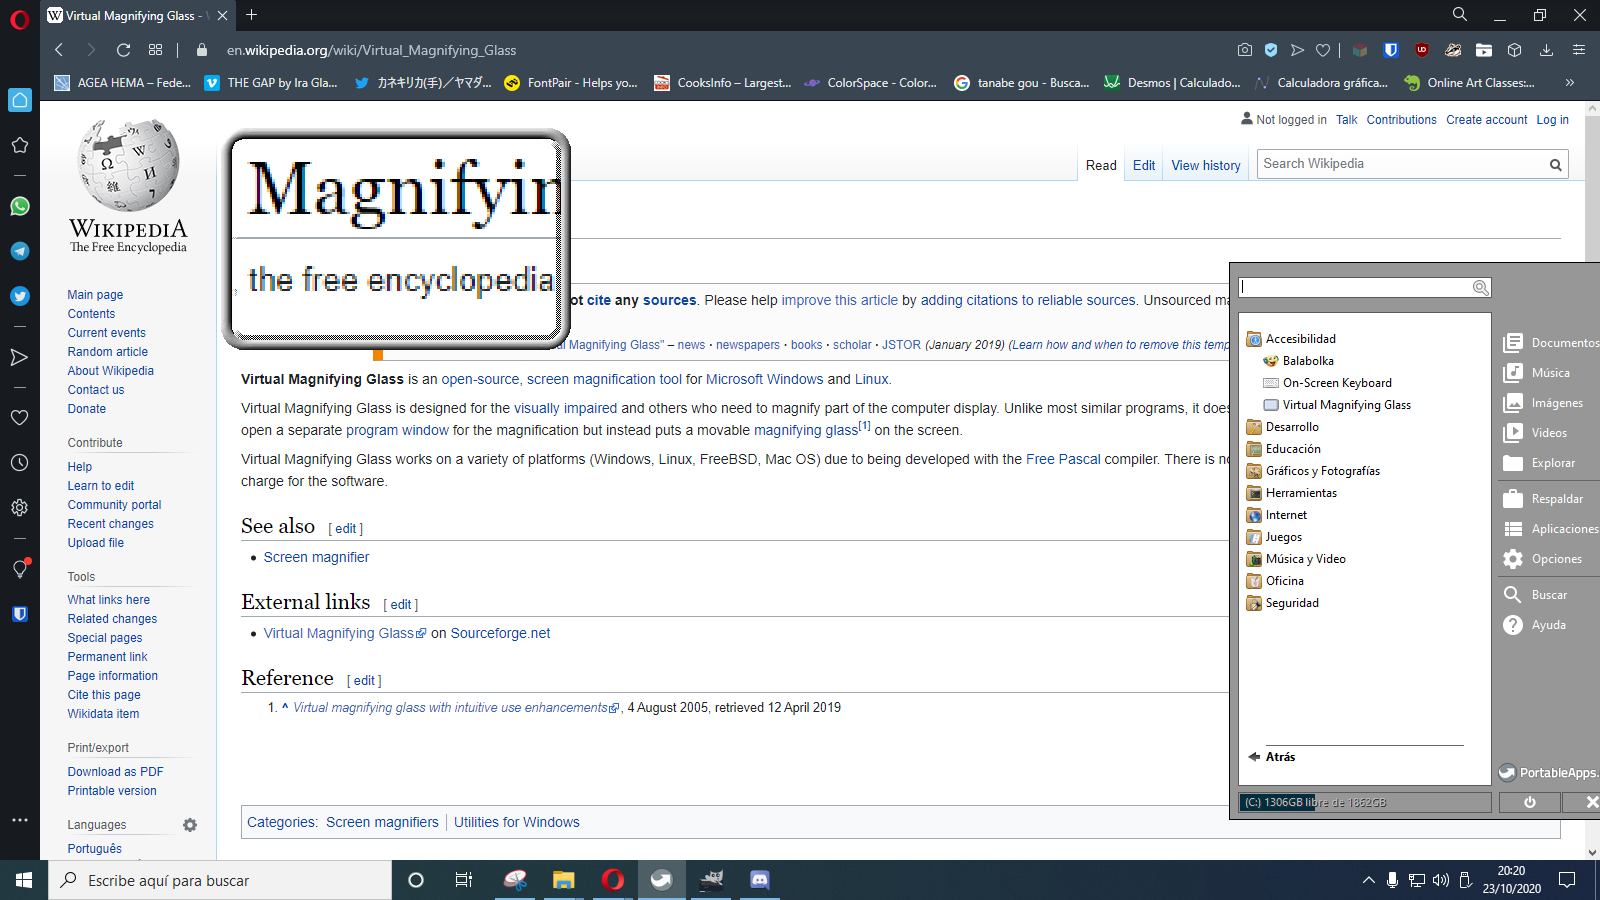 Virtual Magnifying Glass -
en.wikipedia.org/wiki/Virtual_Magnifying_Glass
AGEA HEMA – Fede...
THE GAP by Ira Gla...
カネキリカ(手)／ヤマダ...
FontPair - Helps yo...
CooksInfo – Largest...
ColorSpace - Color...
tanabe gou - Busca...
Desmos | Calculado...
Calculadora gráfica...
Online Art Classes:...
Not logged in Talk Contributions Create account Log in
Read Edit View history
Search Wikipedia
WIKIPEDIA
The Free Encyclopedia
Magnifyin
the free encyclopedia
Main page
Contents
Current events
Random article
About Wikipedia
Contact us
Donate
Contribute
Help
Learn to edit
Community portal
Recent changes
Upload file
Tools
What links here
Related changes
Special pages
Permanent link
Page information
Cite this page
Wikidata item
Print/export
Download as PDF
Printable version
Languages
Português
ot cite any sources. Please help improve this article by adding citations to reliable sources. Unsourced ma
al Magnifying Glass" – news · newspapers · books · scholar · JSTOR (January 2019) (Learn how and when to remove this temp
Virtual Magnifying Glass is an open-source, screen magnification tool for Microsoft Windows and Linux.
Virtual Magnifying Glass is designed for the visually impaired and others who need to magnify part of the computer display. Unlike most similar programs, it does
open a separate program window for the magnification but instead puts a movable magnifying glass[1] on the screen.
Virtual Magnifying Glass works on a variety of platforms (Windows, Linux, FreeBSD, Mac OS) due to being developed with the Free Pascal compiler. There is no
charge for the software.
See also [ edit ]
• Screen magnifier
External links [ edit ]
• Virtual Magnifying Glass on Sourceforge.net
Reference [ edit ]
1. ^ Virtual magnifying glass with intuitive use enhancements, 4 August 2005, retrieved 12 April 2019
Categories: Screen magnifiers | Utilities for Windows
Accesibilidad
Balabolka
On-Screen Keyboard
Virtual Magnifying Glass
Desarrollo
Educación
Gráficos y Fotografías
Herramientas
Internet
Juegos
Música y Video
Oficina
Seguridad
Atrás
(C:) 1306GB libre de 1862GB
Documentos
Música
Imágenes
Videos
Explorar
Respaldar
Aplicaciones
Opciones
Buscar
Ayuda
PortableApps.
Escribe aquí para buscar
20:20
23/10/2020